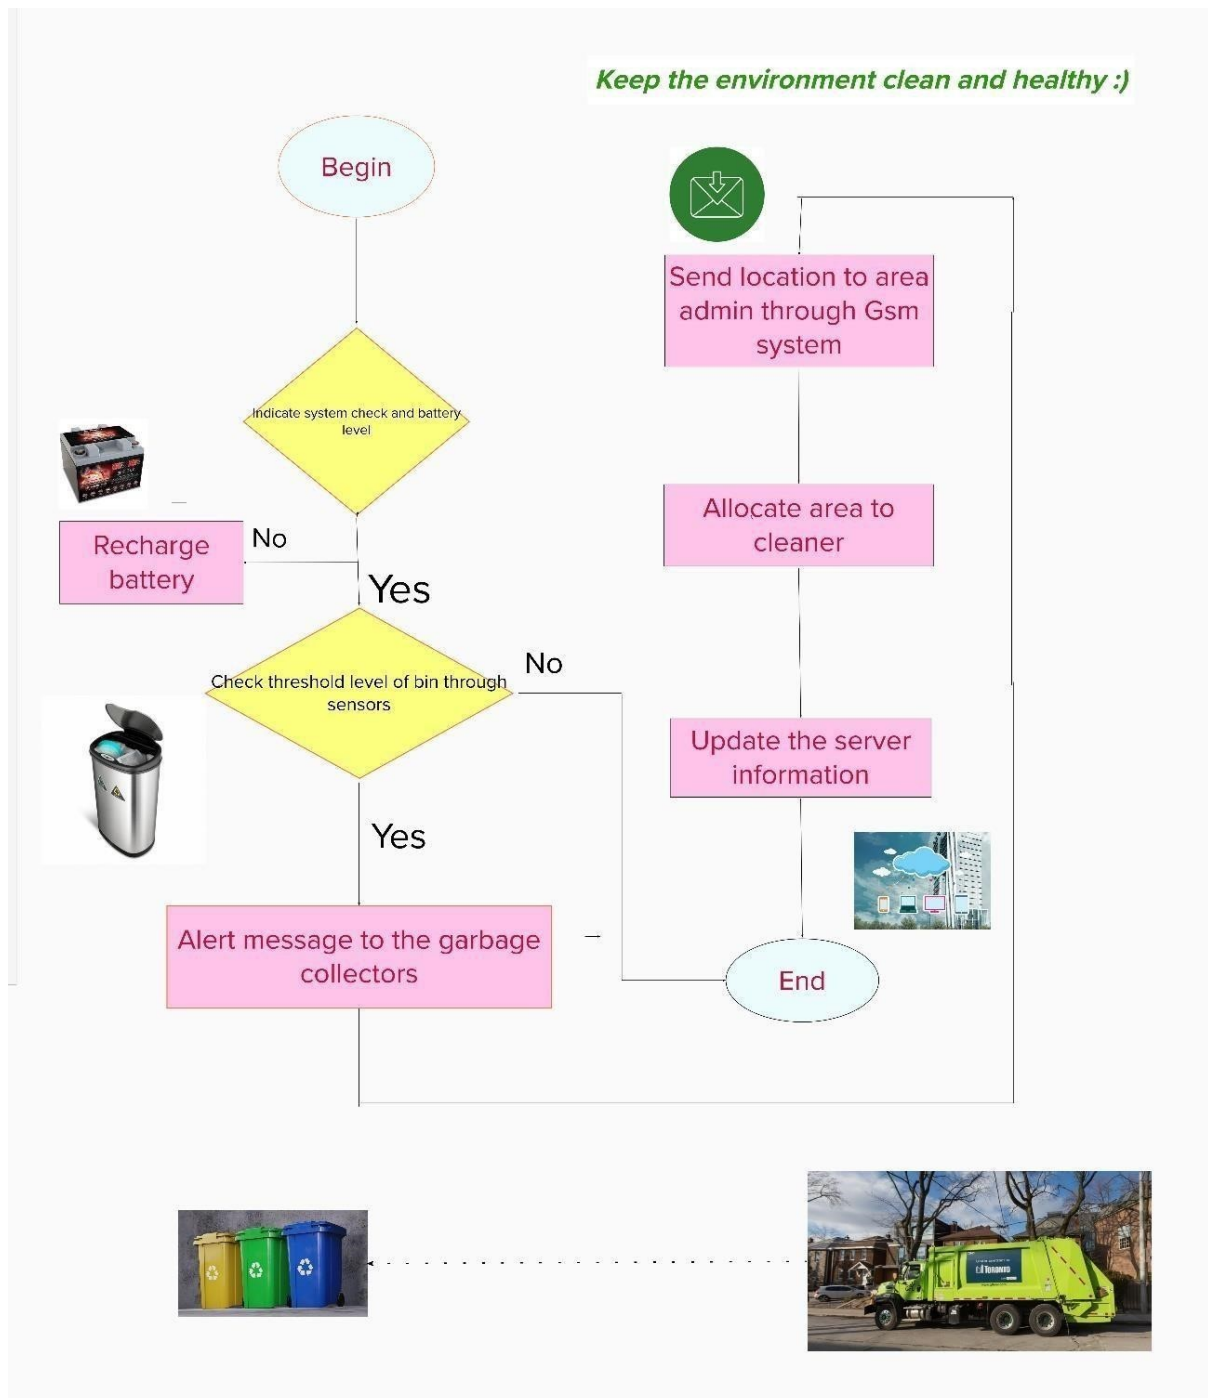 Keep the environment clean and healthy :)
Begin
Indicate system check and battery
level
No
Recharge
battery
Yes
Check threshold level of bin through
sensors
No
Yes
Alert message to the garbage
collectors
Send location to area
admin through Gsm
system
Allocate area to
cleaner
Update the server
information
End
TORONTO